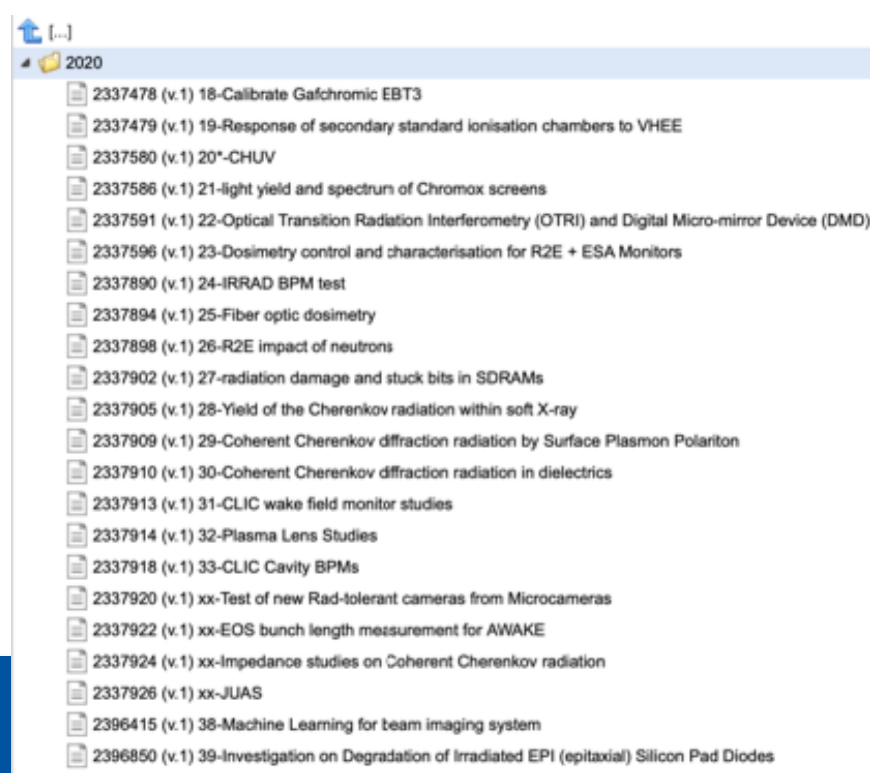 [...]
2020
2337478 (v.1) 18-Calibrate Gafchromic EBT3
2337479 (v.1) 19-Response of secondary standard ionisation chambers to VHEE
2337580 (v.1) 20*-CHUV
2337586 (v.1) 21-light yield and spectrum of Chromox screens
2337591 (v.1) 22-Optical Transition Radiation Interferometry (OTRI) and Digital Micro-mirror Device (DMD)
2337596 (v.1) 23-Dosimetry control and characterisation for R2E + ESA Monitors
2337890 (v.1) 24-IRRAD BPM test
2337894 (v.1) 25-Fiber optic dosimetry
2337898 (v.1) 26-R2E impact of neutrons
2337902 (v.1) 27-radiation damage and stuck bits in SDRAMs
2337905 (v.1) 28-Yield of the Cherenkov radiation within soft X-ray
2337909 (v.1) 29-Coherent Cherenkov diffraction radiation by Surface Plasmon Polariton
2337910 (v.1) 30-Coherent Cherenkov diffraction radiation in dielectrics
2337913 (v.1) 31-CLIC wake field monitor studies
2337914 (v.1) 32-Plasma Lens Studies
2337918 (v.1) 33-CLIC Cavity BPMs
2337920 (v.1) xx-Test of new Rad-tolerant cameras from Microcameras
2337922 (v.1) xx-EOS bunch length measurement for AWAKE
2337924 (v.1) xx-Impedance studies on Coherent Cherenkov radiation
2337926 (v.1) xx-JUAS
2396415 (v.1) 38-Machine Learning for beam imaging system
2396850 (v.1) 39-Investigation on Degradation of Irradiated EPI (epitaxial) Silicon Pad Diodes